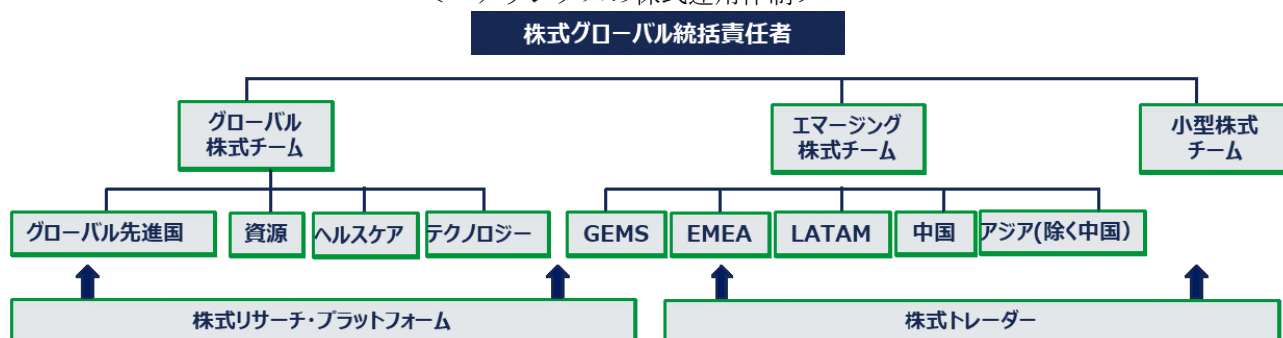 株式グローバル統括責任者
グローバル
株式チーム
エマージング
株式チーム
小型株式
チーム
グローバル先進国
資源
ヘルスケア
テクノロジー
GEMS
EMEA
LATAM
中国
アジア(除く中国)
株式リサーチ・プラットフォーム
株式トレーダー